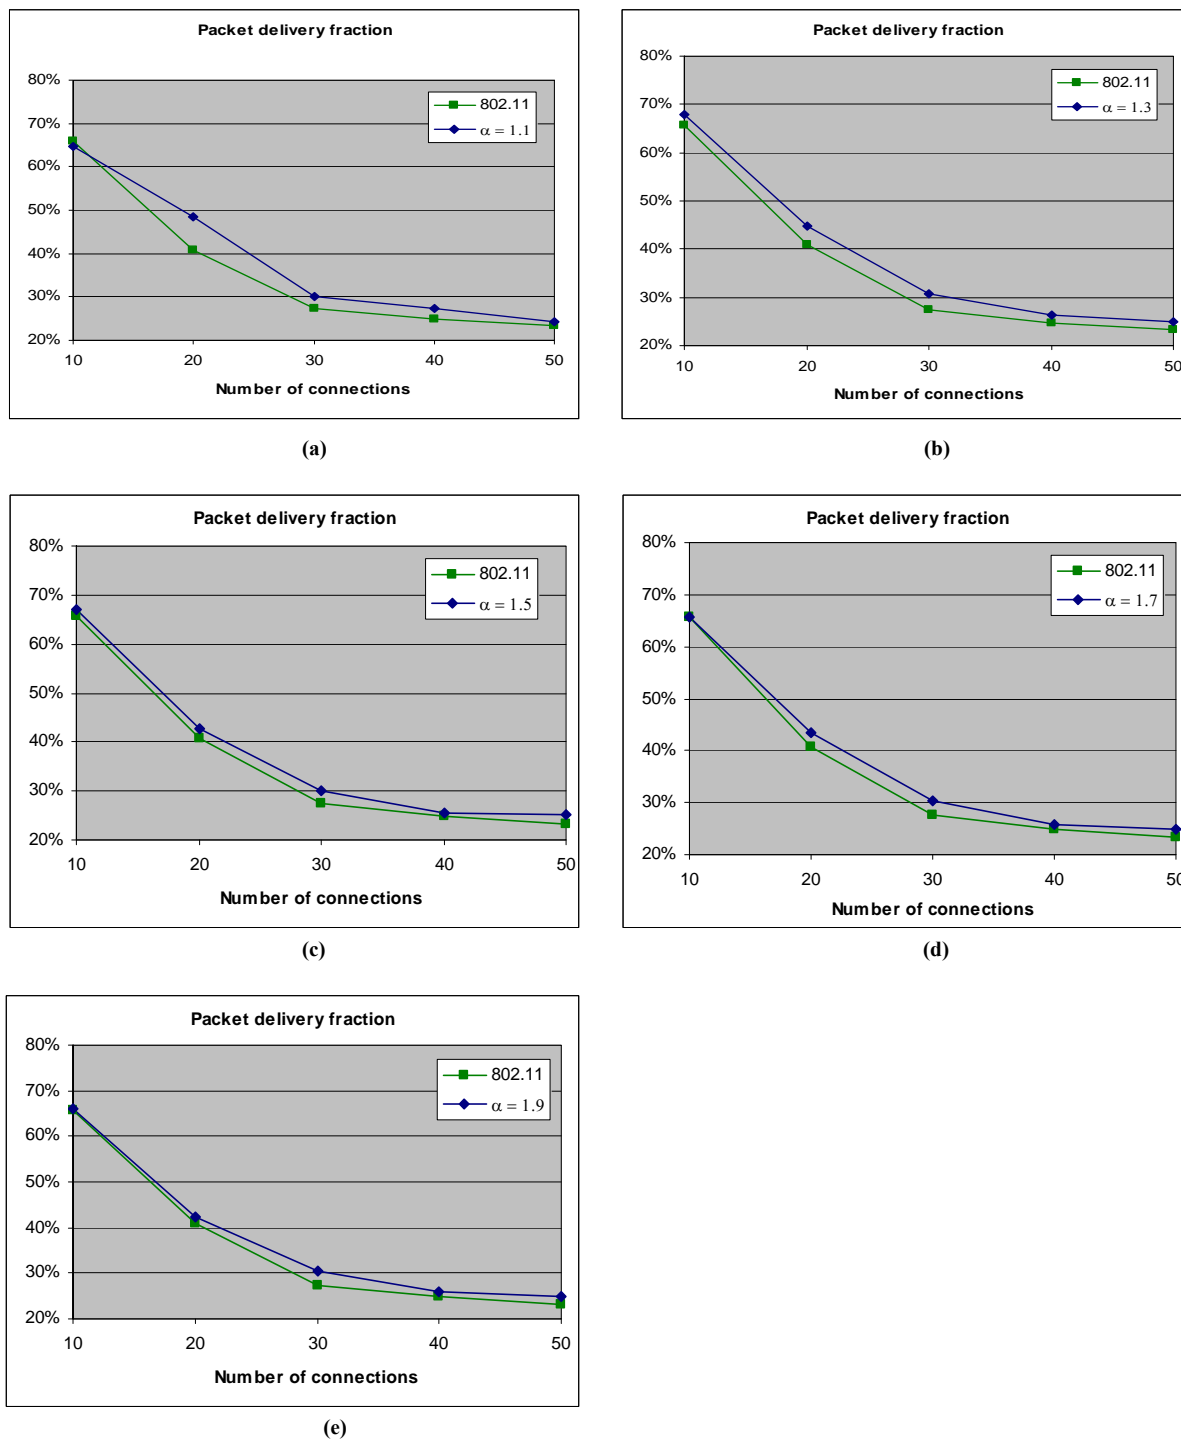 Packet delivery fraction
80%
70%
60%
50%
40%
30%
20%
10 20 30 40 50
Number of connections
802.11
α = 1.1
(a)
Packet delivery fraction
80%
70%
60%
50%
40%
30%
20%
10 20 30 40 50
Number of connections
802.11
α = 1.3
(b)
Packet delivery fraction
80%
70%
60%
50%
40%
30%
20%
10 20 30 40 50
Number of connections
802.11
α = 1.5
(c)
Packet delivery fraction
80%
70%
60%
50%
40%
30%
20%
10 20 30 40 50
Number of connections
802.11
α = 1.7
(d)
Packet delivery fraction
80%
70%
60%
50%
40%
30%
20%
10 20 30 40 50
Number of connections
802.11
α = 1.9
(e)